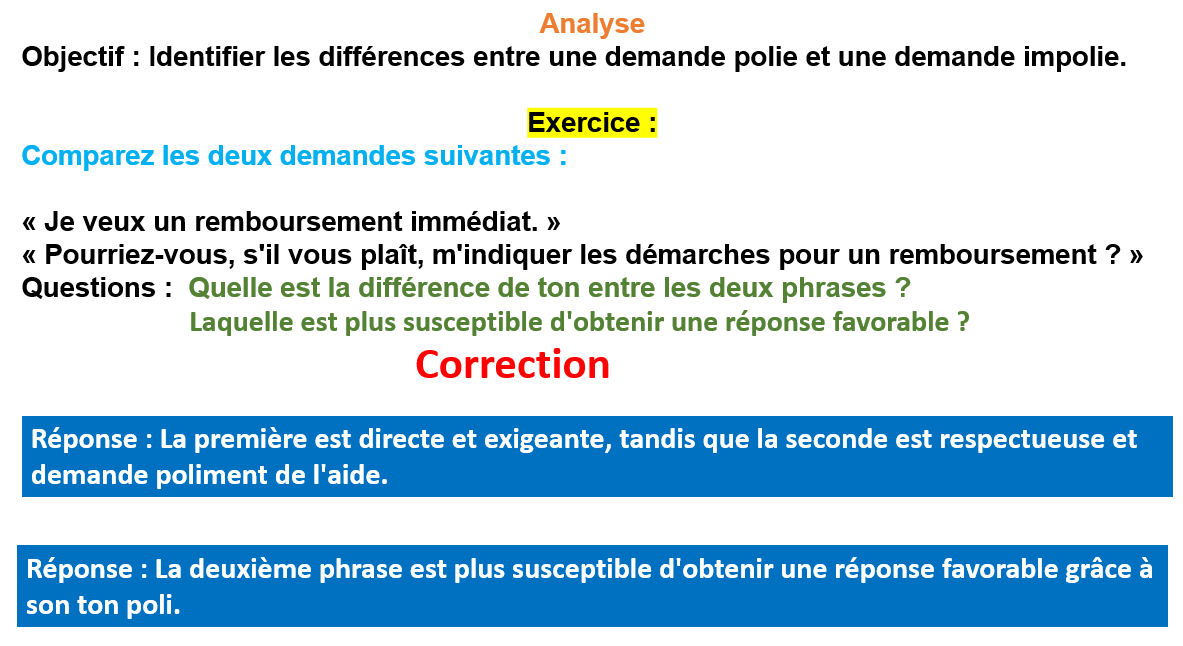 Analyse
Objectif : Identifier les différences entre une demande polie et une demande impolie.
Exercice :
Comparez les deux demandes suivantes :
« Je veux un remboursement immédiat. »
« Pourriez-vous, s'il vous plaît, m'indiquer les démarches pour un remboursement ? »
Questions : Quelle est la différence de ton entre les deux phrases ?
Laquelle est plus susceptible d'obtenir une réponse favorable ?
Correction
Réponse : La première est directe et exigeante, tandis que la seconde est respectueuse et
demande poliment de l'aide.
Réponse : La deuxième phrase est plus susceptible d'obtenir une réponse favorable grâce à
son ton poli.